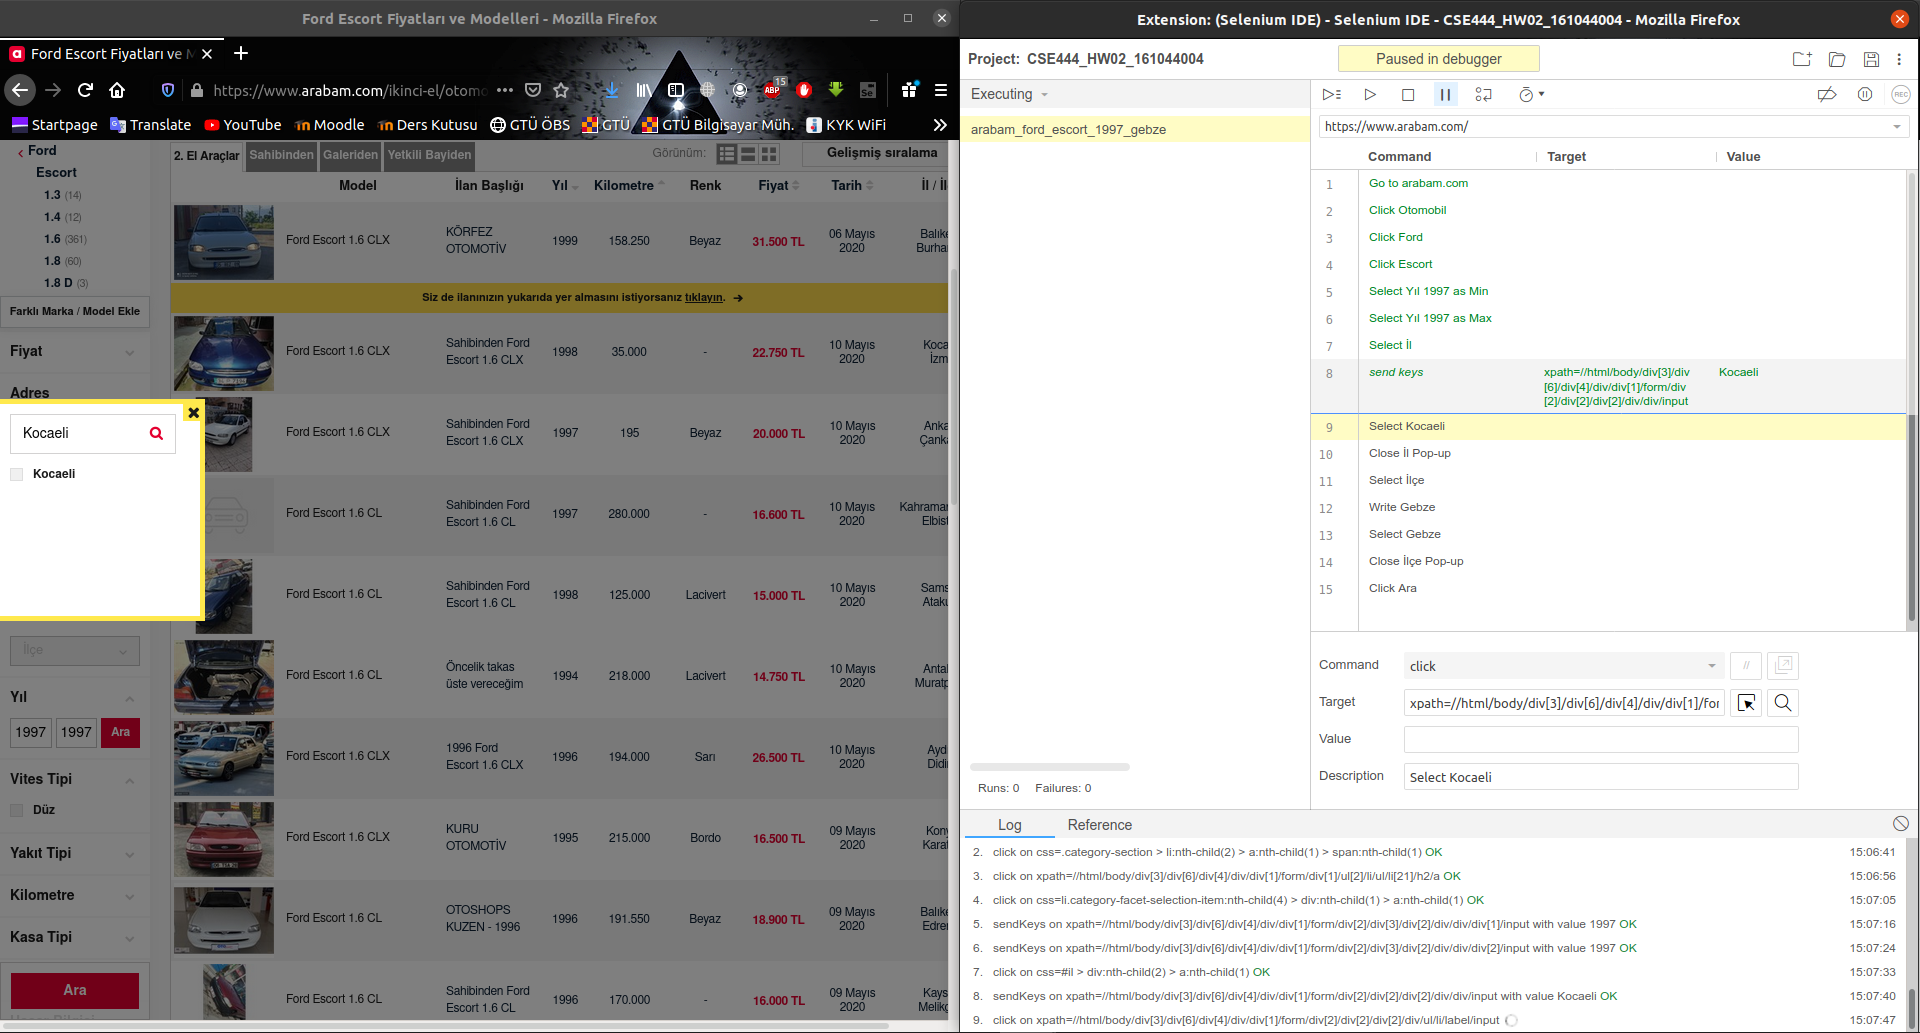 Ford Escort Fiyatları ve Modelleri - Mozilla Firefox
Ford Escort Fiyatları ve M
https://www.arabam.com/ikinci-el/otomo
15
ABP
Se
Startpage
Translate
YouTube
Moodle
Ders Kutusu
GTÜ ÖBS
GTÜ
GTÜ Bilgisayar Müh.
KYK WiFi
Ford
Escort
1.3 (14)
1.4 (12)
1.6 (361)
1.8 (60)
1.8 D (3)
Farklı Marka / Model Ekle
Fiyat
Adres
Kocaeli
Kocaeli
İlçe
Yıl
1997 1997 Ara
Vites Tipi
Düz
Yakıt Tipi
Kilometre
Kasa Tipi
Ara
2. El Araçlar Sahibinden Galeriden Yetkili Bayiden Görünüm: Gelişmiş sıralama
Model İlan Başlığı Yıl Kilometre Renk Fiyat Tarih İl / İl
Ford Escort 1.6 CLX KÖRFEZ OTOMOTİV 1999 158.250 Beyaz 31.500 TL 06 Mayıs 2020 Balıke Burhan
Siz de ilanınızın yukarıda yer almasını istiyorsanız tıklayın. →
Ford Escort 1.6 CLX Sahibinden Ford Escort 1.6 CLX 1998 35.000 - 22.750 TL 10 Mayıs 2020 Koca İzm
Ford Escort 1.6 CLX Sahibinden Ford Escort 1.6 CLX 1997 195 Beyaz 20.000 TL 10 Mayıs 2020 Anka Çanka
Ford Escort 1.6 CL Sahibinden Ford Escort 1.6 CL 1997 280.000 - 16.600 TL 10 Mayıs 2020 Kahraman Elbist
Ford Escort 1.6 CL Sahibinden Ford Escort 1.6 CL 1998 125.000 Lacivert 15.000 TL 10 Mayıs 2020 Sams Ataku
Ford Escort 1.6 CL Öncelik takas üste vereceğim 1994 218.000 Lacivert 14.750 TL 10 Mayıs 2020 Antal Muratp
Ford Escort 1.6 CLX 1996 Ford Escort 1.6 CLX 1996 194.000 Sarı 26.500 TL 10 Mayıs 2020 Aydı Didi
Ford Escort 1.6 CLX KURU OTOMOTİV 1995 215.000 Bordo 16.500 TL 09 Mayıs 2020 Kony Karat
Ford Escort 1.6 CL OTOSHOPS KUZEN - 1996 1996 191.550 Beyaz 18.900 TL 09 Mayıs 2020 Balıke Edrem
Ford Escort 1.6 CL Sahibinden Ford Escort 1.6 CL 1996 170.000 - 16.000 TL 09 Mayıs 2020 Kays Melikg
Extension: (Selenium IDE) - Selenium IDE - CSE444_HW02_161044004 - Mozilla Firefox
Project: CSE444_HW02_161044004
Paused in debugger
Executing
arabam_ford_escort_1997_gebze
REC
https://www.arabam.com/
Command Target Value
1 Go to arabam.com
2 Click Otomobil
3 Click Ford
4 Click Escort
5 Select Yıl 1997 as Min
6 Select Yıl 1997 as Max
7 Select İl
8 send keys xpath=//html/body/div[3]/div[6]/div[4]/div/div[1]/form/div[2]/div[2]/div[2]/div/div/input Kocaeli
9 Select Kocaeli
10 Close İl Pop-up
11 Select İlçe
12 Write Gebze
13 Select Gebze
14 Close İlçe Pop-up
15 Click Ara
Command click //
Target xpath=//html/body/div[3]/div[6]/div[4]/div/div[1]/for
Value
Description Select Kocaeli
Runs: 0 Failures: 0
Log Reference
2. click on css=.category-section > li:nth-child(2) > a:nth-child(1) > span:nth-child(1) OK 15:06:41
3. click on xpath=//html/body/div[3]/div[6]/div[4]/div/div[1]/form/div[1]/ul[2]/li/ul/li[21]/h2/a OK 15:06:56
4. click on css=li.category-facet-selection-item:nth-child(4) > div:nth-child(1) > a:nth-child(1) OK 15:07:05
5. sendKeys on xpath=//html/body/div[3]/div[6]/div[4]/div/div[1]/form/div[2]/div[3]/div[2]/div/div/div[1]/input with value 1997 OK 15:07:16
6. sendKeys on xpath=//html/body/div[3]/div[6]/div[4]/div/div[1]/form/div[2]/div[3]/div[2]/div/div/div[2]/input with value 1997 OK 15:07:24
7. click on css=#il > div:nth-child(2) > a:nth-child(1) OK 15:07:33
8. sendKeys on xpath=//html/body/div[3]/div[6]/div[4]/div/div[1]/form/div[2]/div[2]/div[2]/div/div/input with value Kocaeli OK 15:07:40
9. click on xpath=//html/body/div[3]/div[6]/div[4]/div/div[1]/form/div[2]/div[2]/div[2]/div/ul/li/label/input 15:07:47